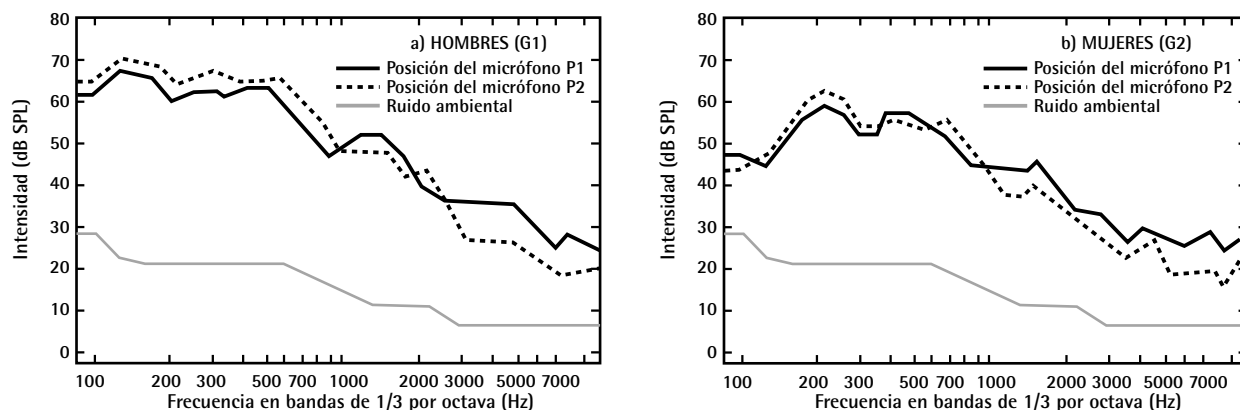 a) HOMBRES (G1)
Posición del micrófono P1
Posición del micrófono P2
Ruido ambiental
Intensidad (dB SPL)
80
70
60
50
40
30
20
10
0
100 200 300 500 700 1000 2000 3000 7000
Frecuencia en bandas de 1/3 por octava (Hz)
b) MUJERES (G2)
Posición del micrófono P1
Posición del micrófono P2
Ruido ambiental
Intensidad (dB SPL)
80
70
60
50
40
30
20
10
0
100 200 300 500 700 1000 2000 3000 7000
Frecuencia en bandas de 1/3 por octava (Hz)